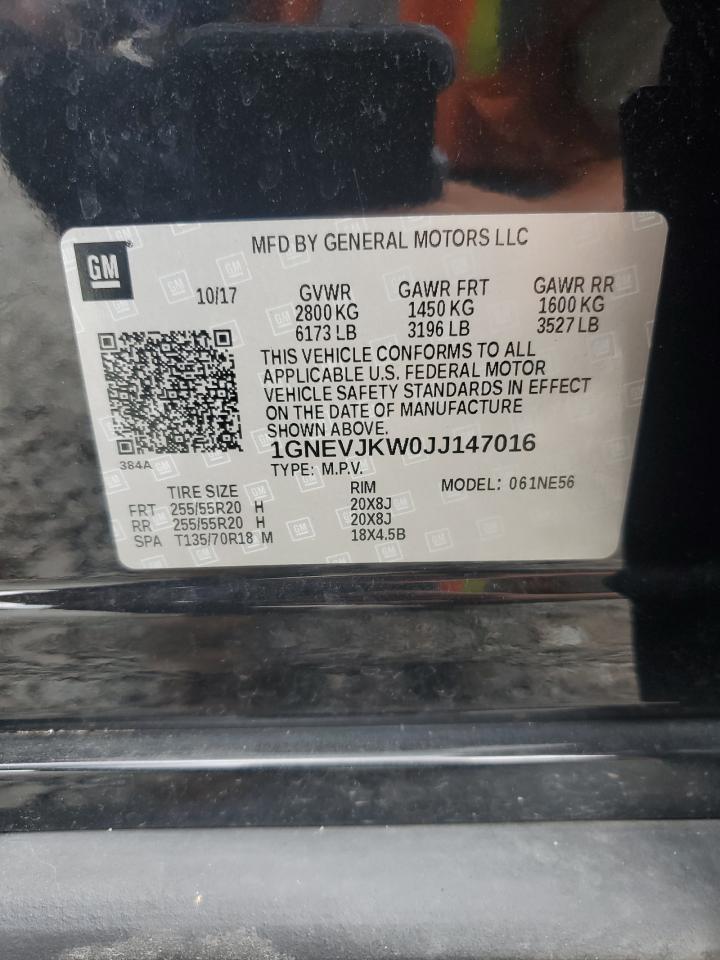 MFD BY GENERAL MOTORS LLC
GM
10/17 GVWR GAWR FRT GAWR RR
2800 KG 1450 KG 1600 KG
6173 LB 3196 LB 3527 LB
THIS VEHICLE CONFORMS TO ALL
APPLICABLE U.S. FEDERAL MOTOR
VEHICLE SAFETY STANDARDS IN EFFECT
ON THE DATE OF MANUFACTURE
SHOWN ABOVE.
1GNEVJKW0JJ147016
384A
TYPE: M.P.V. MODEL: 061NE56
TIRE SIZE RIM
FRT 255/55R20 H 20X8J
RR 255/55R20 H 20X8J
SPA T135/70R18 M 18X4.5B